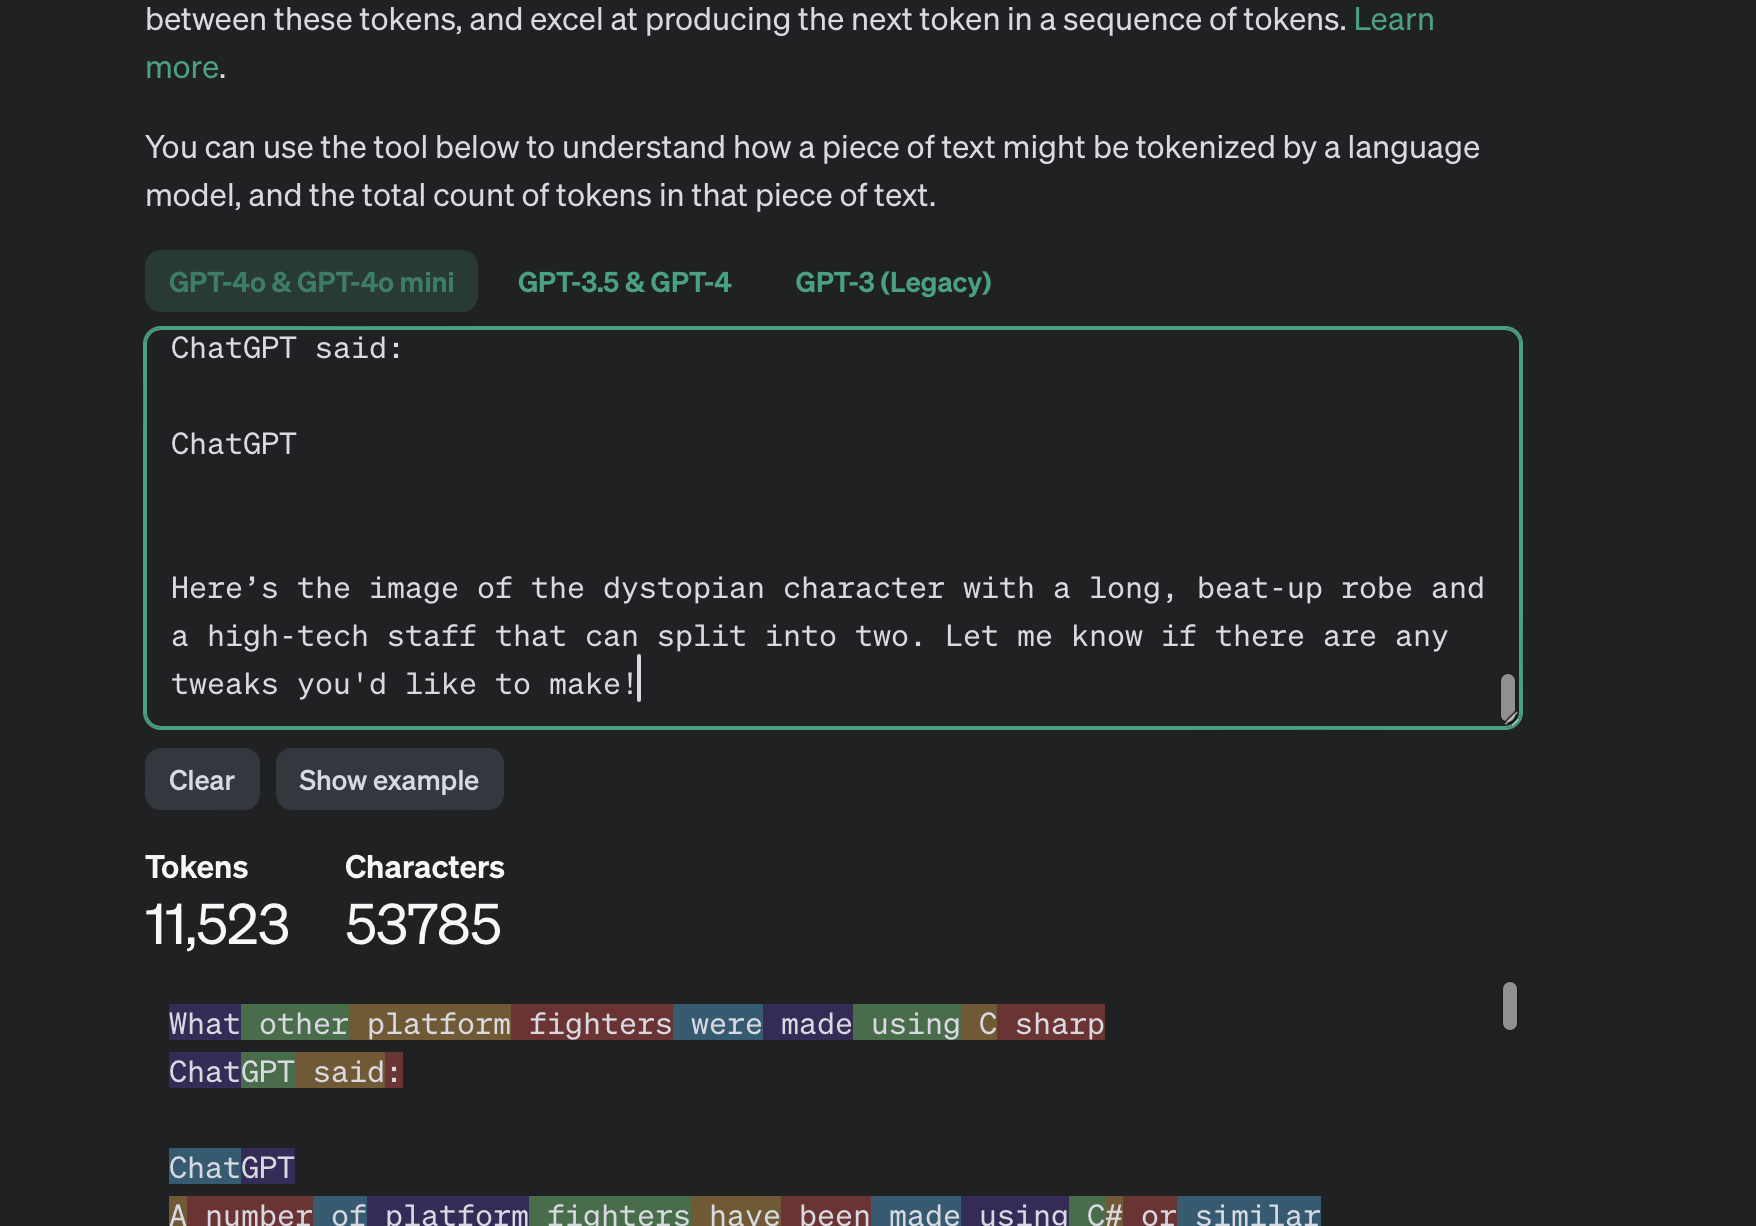 between these tokens, and excel at producing the next token in a sequence of tokens. Learn
more.
You can use the tool below to understand how a piece of text might be tokenized by a language
model, and the total count of tokens in that piece of text.
GPT-4o & GPT-4o mini GPT-3.5 & GPT-4 GPT-3 (Legacy)
ChatGPT said:
ChatGPT
Here’s the image of the dystopian character with a long, beat-up robe and
a high-tech staff that can split into two. Let me know if there are any
tweaks you'd like to make!
Clear Show example
Tokens Characters
11,523 53785
What other platform fighters were made using C sharp
ChatGPT said:
ChatGPT
A number of platform fighters have been made using C# or similar